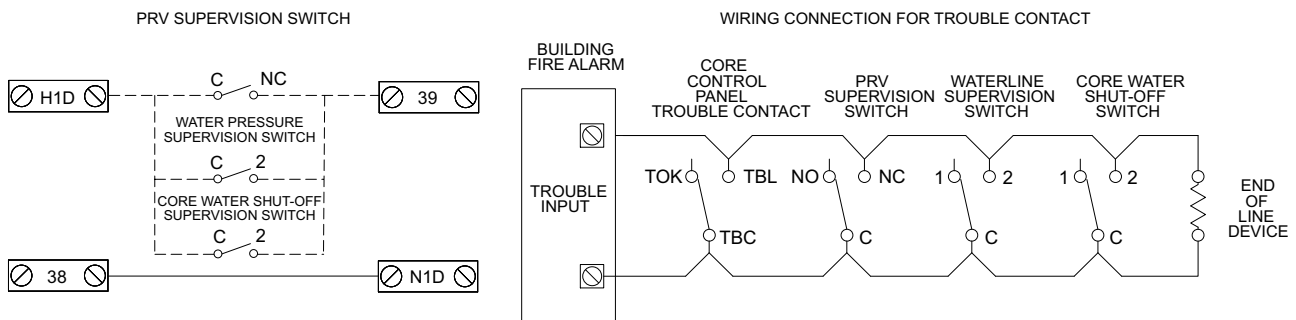 PRV SUPERVISION SWITCH
H1D
C NC
39
WATER PRESSURE
SUPERVISION SWITCH
C 2
CORE WATER SHUT-OFF
SUPERVISION SWITCH
C 2
38
N1D
WIRING CONNECTION FOR TROUBLE CONTACT
BUILDING
FIRE ALARM
TROUBLE
INPUT
CORE
CONTROL
PANEL
TROUBLE CONTACT
PRV
SUPERVISION
SWITCH
WATERLINE
SUPERVISION
SWITCH
CORE WATER
SHUT-OFF
SWITCH
TOK TBL NO NC 1 2 1 2
TBC C C C
END
OF
LINE
DEVICE